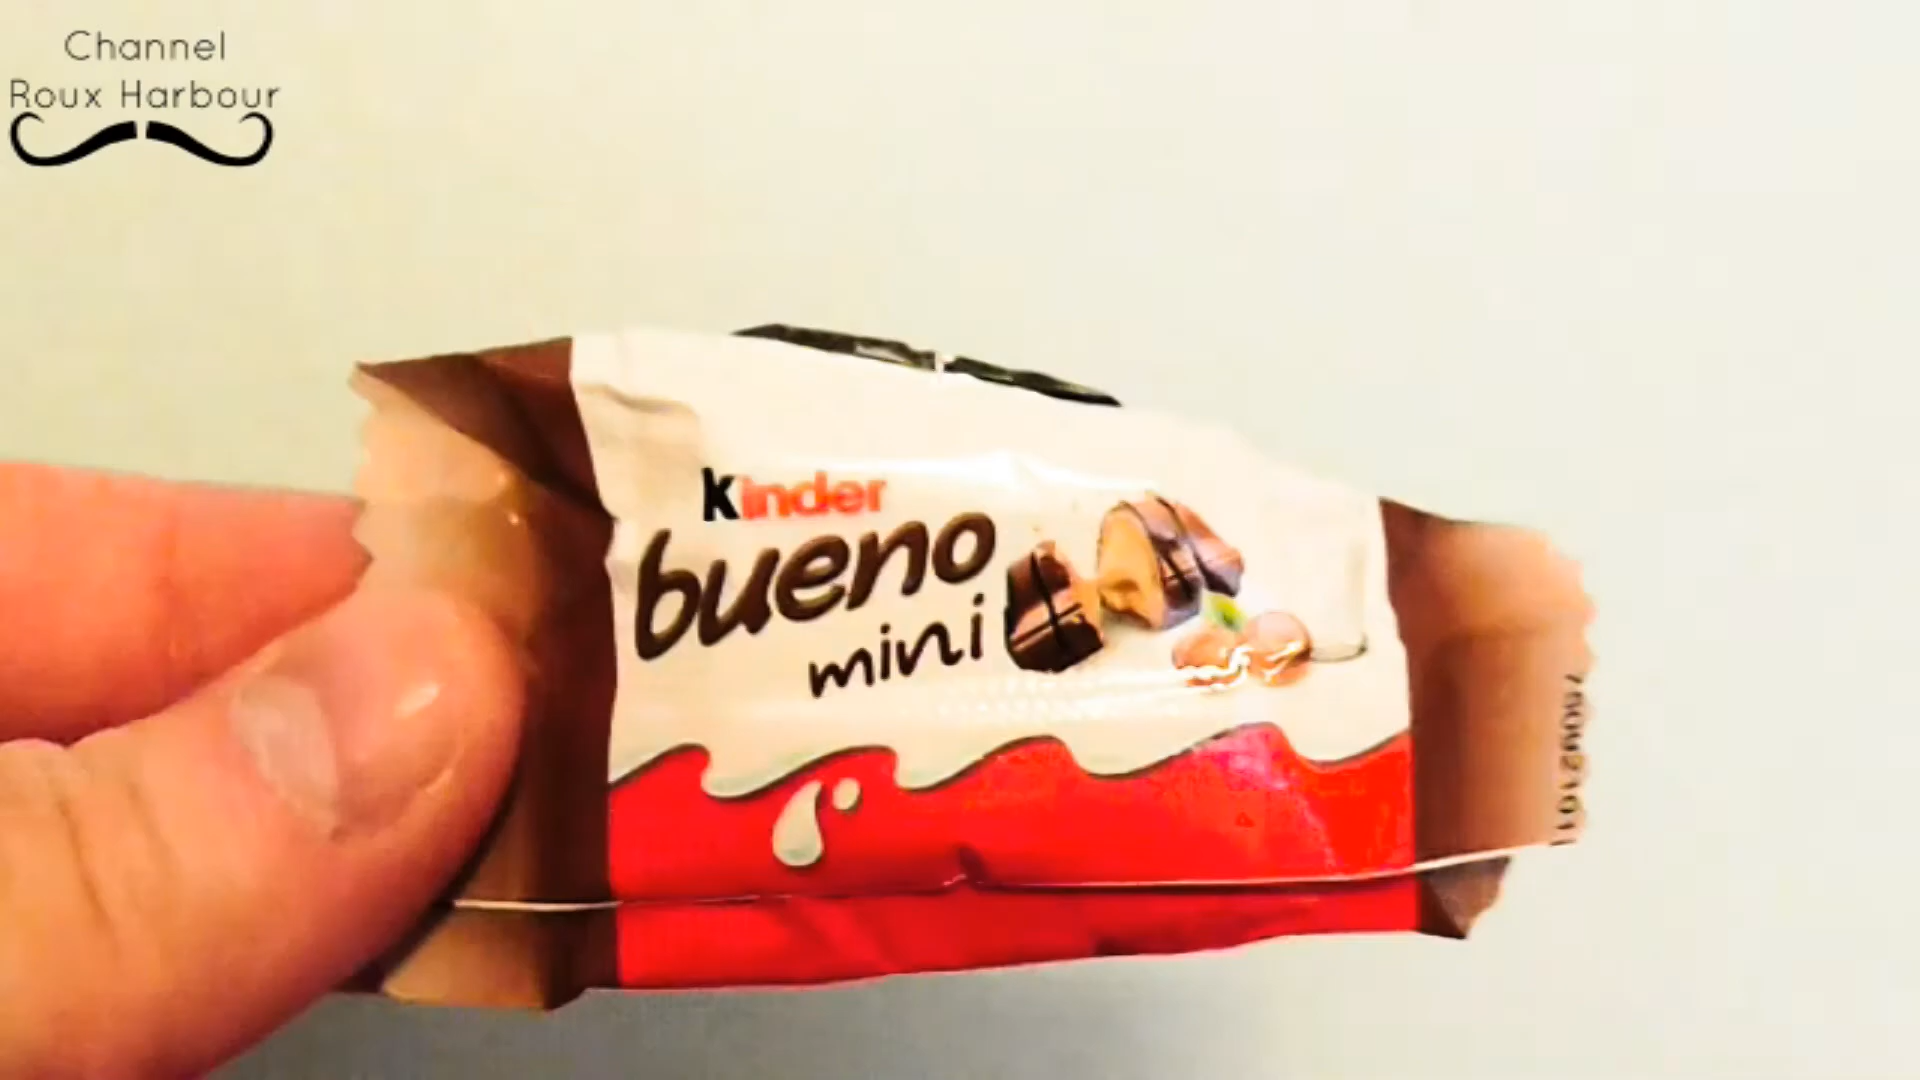 Channel
Roux Harbour
kinder
bueno
mini